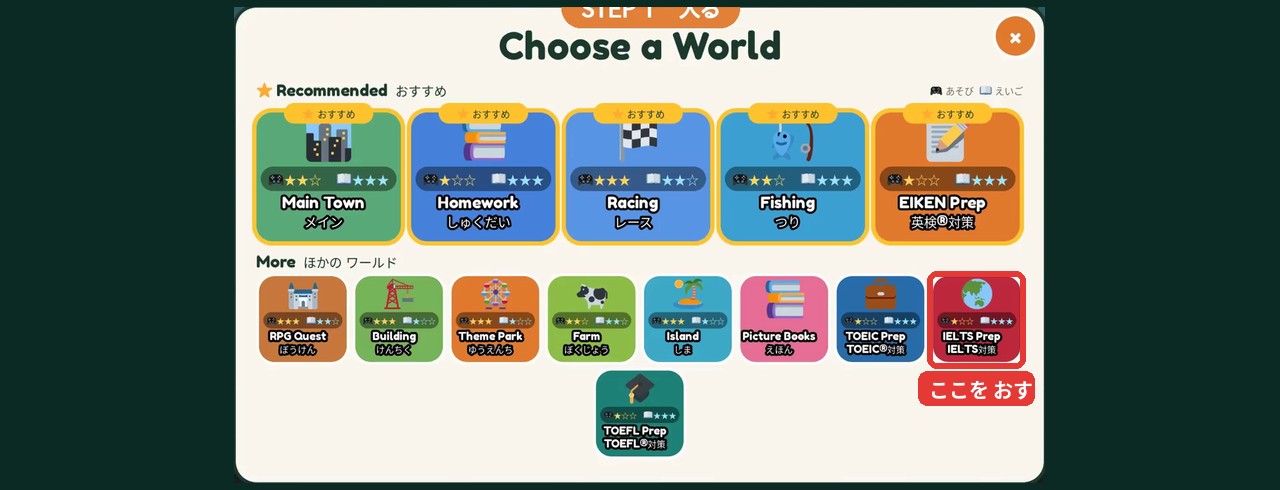 STEP 1 入る
Choose a World
Recommended おすすめ
あそび えいご
おすすめ
おすすめ
おすすめ
おすすめ
おすすめ
Main Town
メイン
Homework
しゅくだい
Racing
レース
Fishing
つり
EIKEN Prep
英検®対策
More ほかの ワールド
RPG Quest
ぼうけん
Building
けんちく
Theme Park
ゆうえんち
Farm
ぼくじょう
Island
しま
Picture Books
えほん
TOEIC Prep
TOEIC®対策
IELTS Prep
IELTS対策
ここを おす
TOEFL Prep
TOEFL®対策